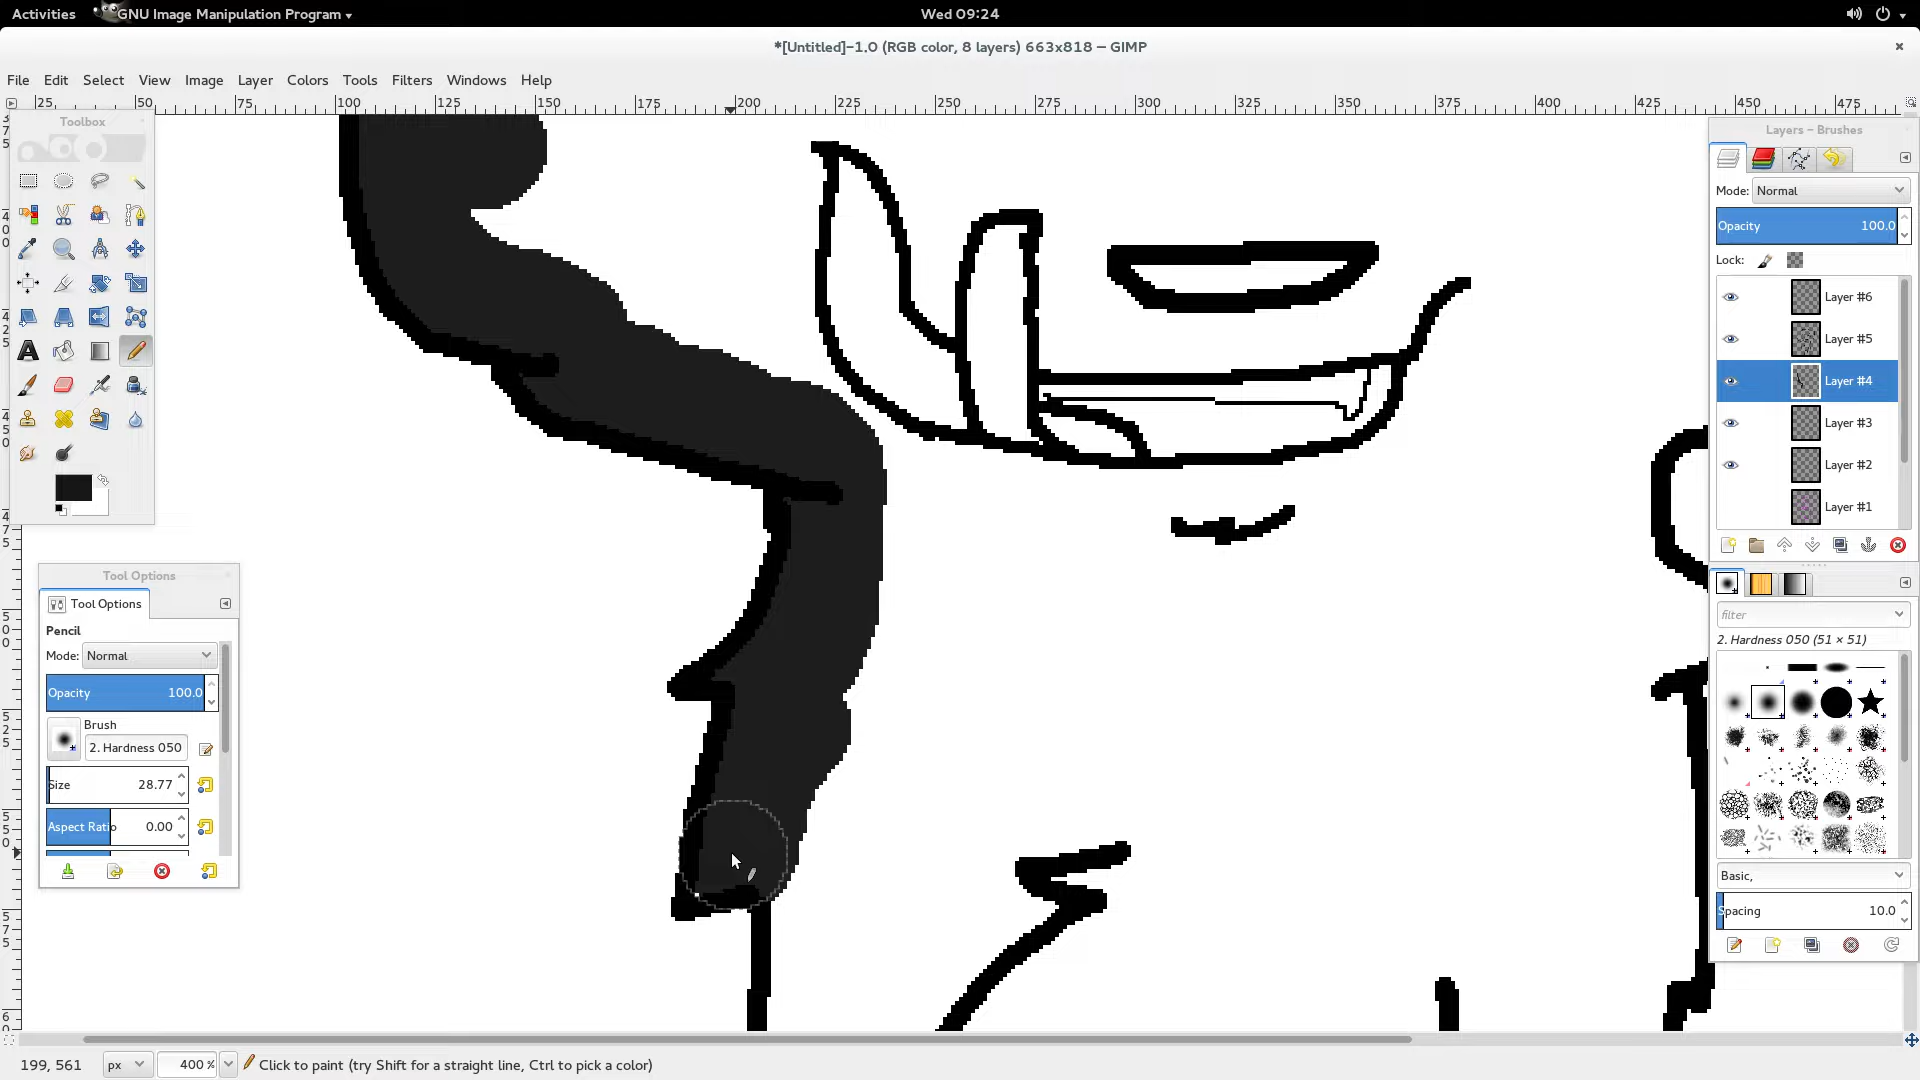 Activities GNU Image Manipulation Program Wed 09:24
*[Untitled]-1.0 (RGB color, 8 layers) 663x818 – GIMP
File Edit Select View Image Layer Colors Tools Filters Windows Help
25 50 75 100 125 150 175 200 225 250 275 300 325 350 375 400 425 450 475
Toolbox
Tool Options
Tool Options
Pencil
Mode: Normal
Opacity 100.0
Brush
2. Hardness 050
Size 28.77
Aspect Ratio 0.00
Layers – Brushes
Mode: Normal
Opacity 100.0
Lock:
Layer #6
Layer #5
Layer #4
Layer #3
Layer #2
Layer #1
filter
2. Hardness 050 (51 × 51)
Basic,
Spacing 10.0
199, 561 px 400 % Click to paint (try Shift for a straight line, Ctrl to pick a color)